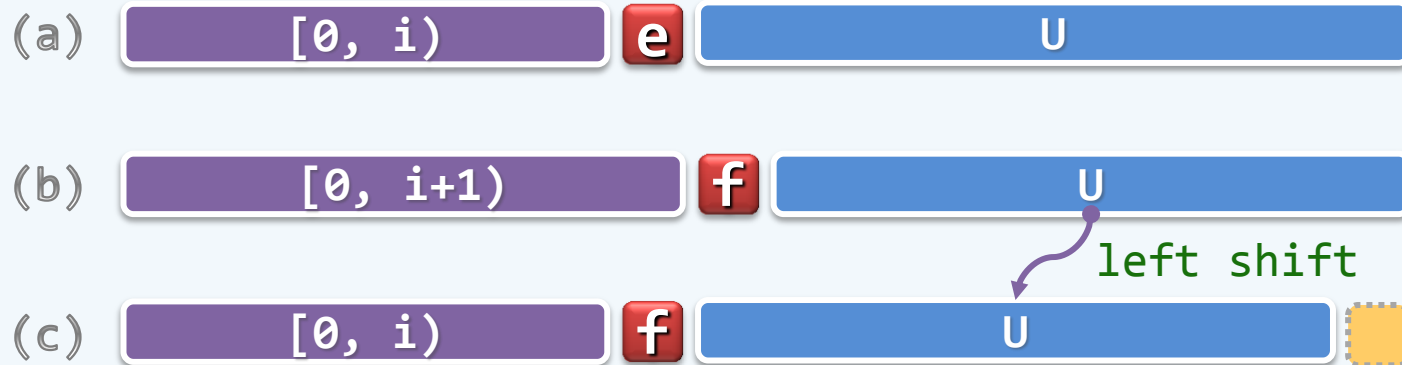 (a) [0, i) e U
(b) [0, i+1) f U
left shift
(c) [0, i) f U